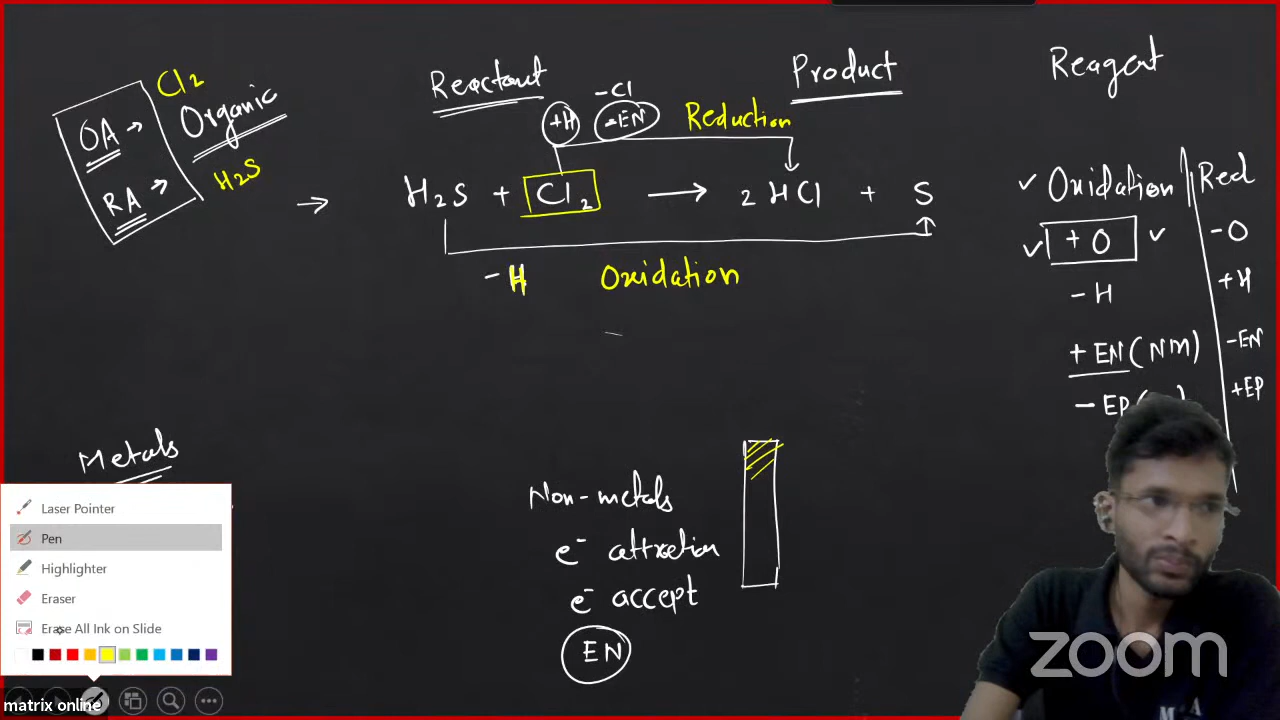 Reactant
Product
Reagent
Cl2
OA → Organic
RA →
H2S
+H
-Cl
-EN
Reduction
→ H2S + Cl2 → 2 HCl + S
- H Oxidation
✓ Oxidation
✓ + O ✓
- H
+ EN (NM)
- EP
Red
- O
+ H
- EN
+ EP
Metals
Non-metals
e- attraction
e- accept
EN
Laser Pointer
Pen
Highlighter
Eraser
Erase All Ink on Slide
matrix online
zoom